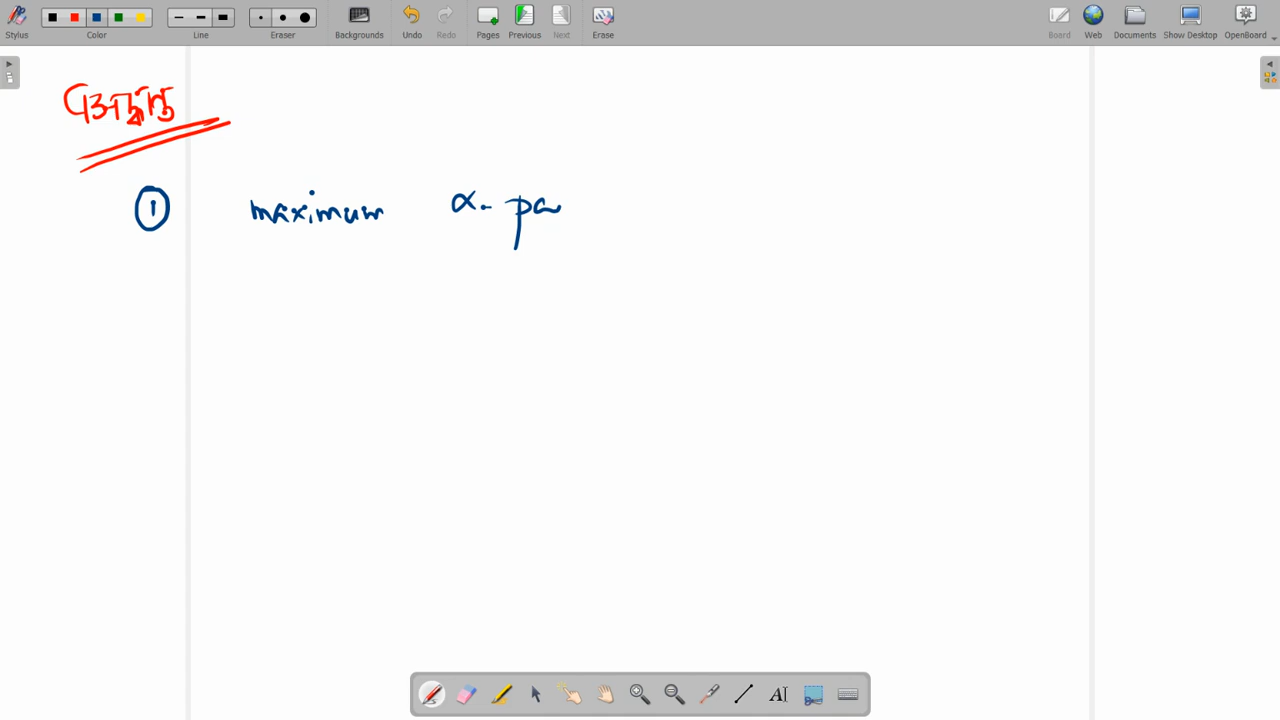 Stylus
Color
Line
Eraser
Backgrounds
Undo
Redo
Pages
Previous
Next
Erase
Board
Web
Documents
Show Desktop
OpenBoard
① maximum α- pa